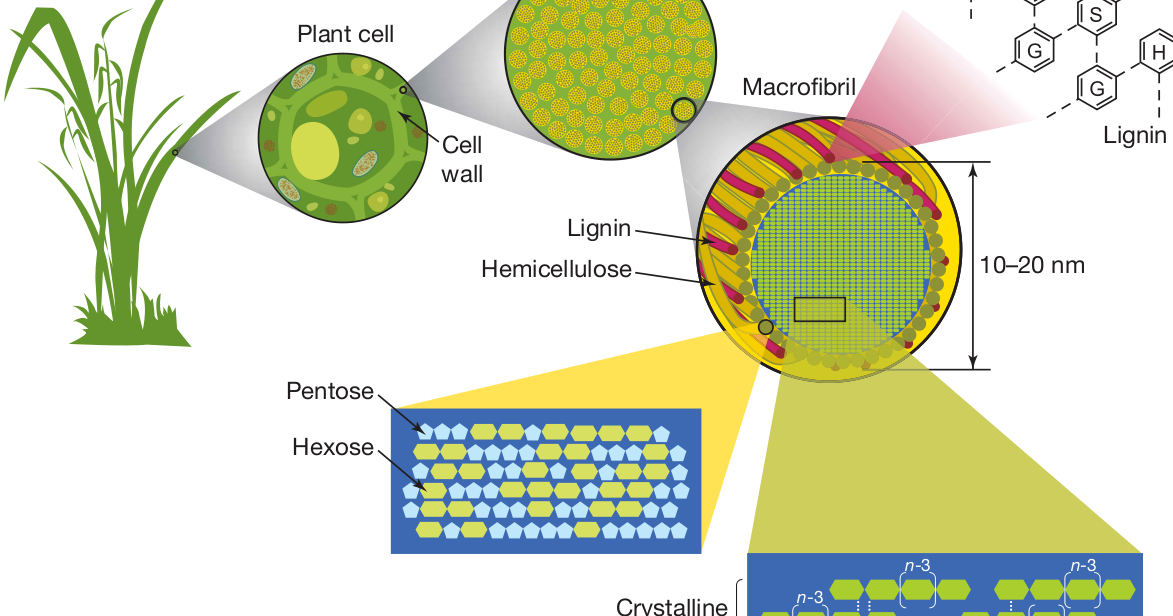 Plant cell
S
G
H
G
Macrofibril
Lignin
Cell
wall
Lignin
Hemicellulose
10–20 nm
Pentose
Hexose
n-3
n-3
n-3
Crystalline